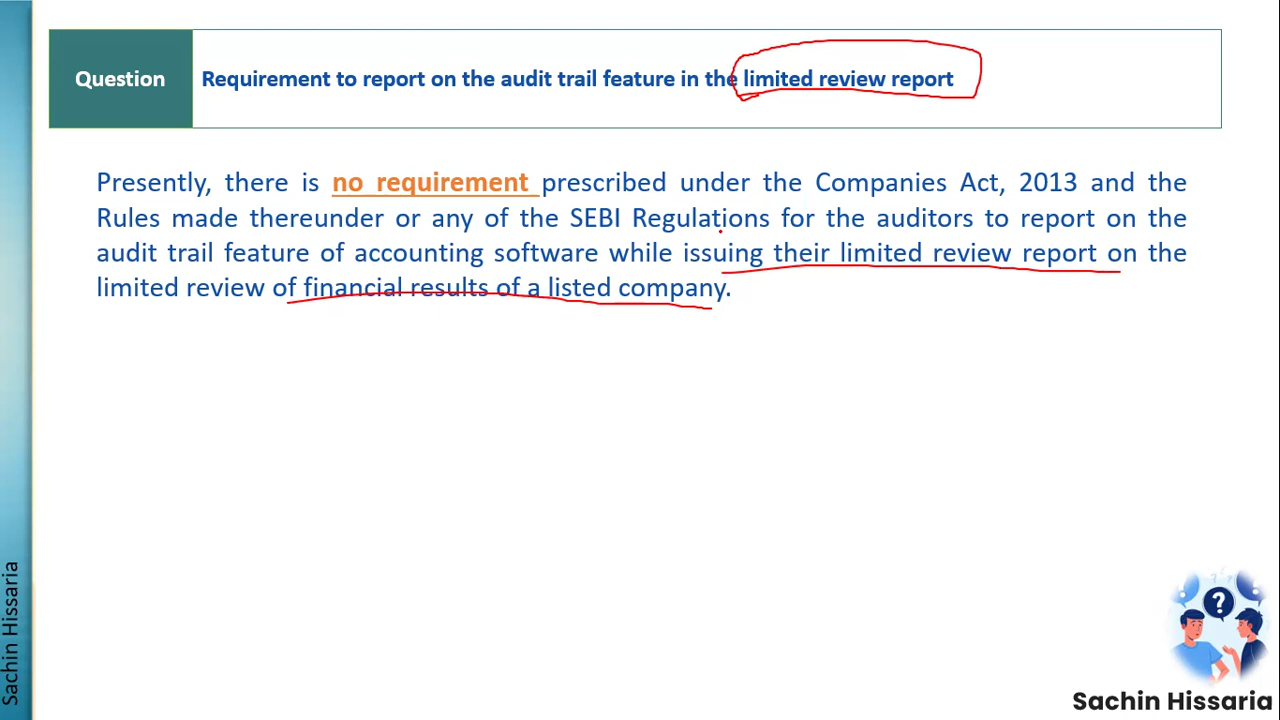 Question
Requirement to report on the audit trail feature in the limited review report
Presently, there is no requirement prescribed under the Companies Act, 2013 and the
Rules made thereunder or any of the SEBI Regulations for the auditors to report on the
audit trail feature of accounting software while issuing their limited review report on the
limited review of financial results of a listed company.
Sachin Hissaria
?
Sachin Hissaria